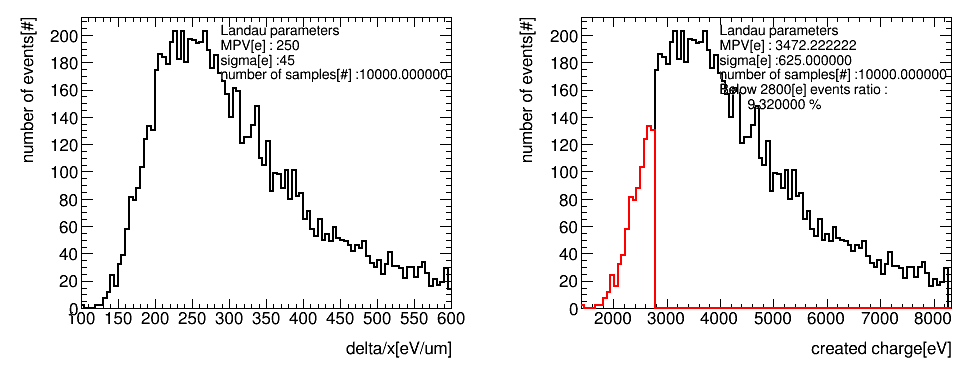 number of events[#]
200
180
160
140
120
100
80
60
40
20
0
Landau parameters
MPV[e] : 250
sigma[e] :45
number of samples[#] :10000.000000
100 150 200 250 300 350 400 450 500 550 600
delta/x[eV/um]
number of events[#]
200
180
160
140
120
100
80
60
40
20
0
Landau parameters
MPV[e] : 3472.222222
sigma[e] :625.000000
number of samples[#] :10000.000000
Below 2800[e] events ratio :
9.320000 %
2000 3000 4000 5000 6000 7000 8000
created charge[eV]